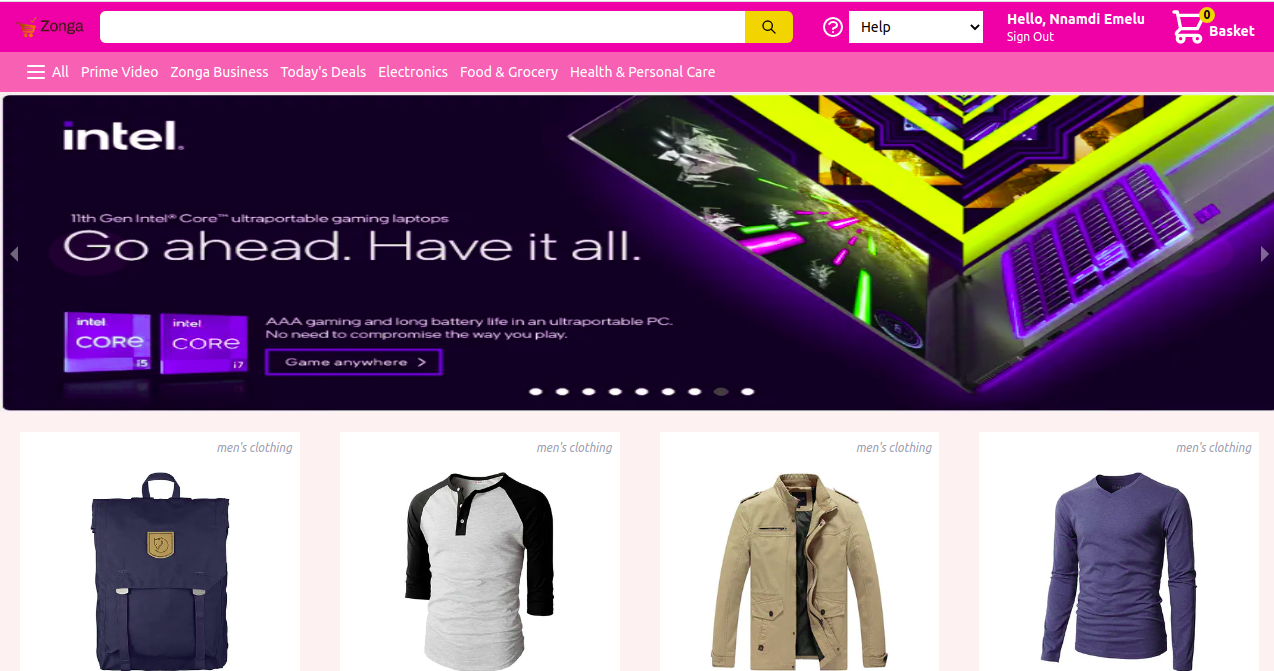 Zonga
Help
Hello, Nnamdi Emelu
Sign Out
0
Basket
All Prime Video Zonga Business Today's Deals Electronics Food & Grocery Health & Personal Care
intel.
11th Gen Intel® Core™ ultraportable gaming laptops
Go ahead. Have it all.
intel CORE i5
intel CORE i7
AAA gaming and long battery life in an ultraportable PC.
No need to compromise the way you play.
Game anywhere >
men's clothing
men's clothing
men's clothing
men's clothing